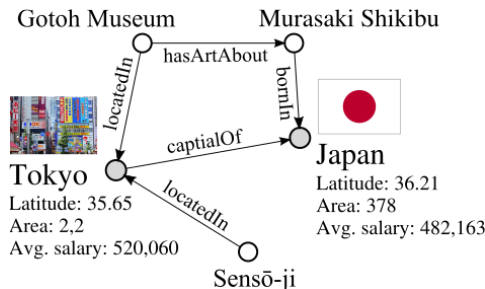 Gotoh Museum
Murasaki Shikibu
hasArtAbout
locatedIn
bornIn
captialOf
Tokyo
Latitude: 35.65
Area: 2,2
Avg. salary: 520,060
Japan
Latitude: 36.21
Area: 378
Avg. salary: 482,163
locatedIn
Sensō-ji